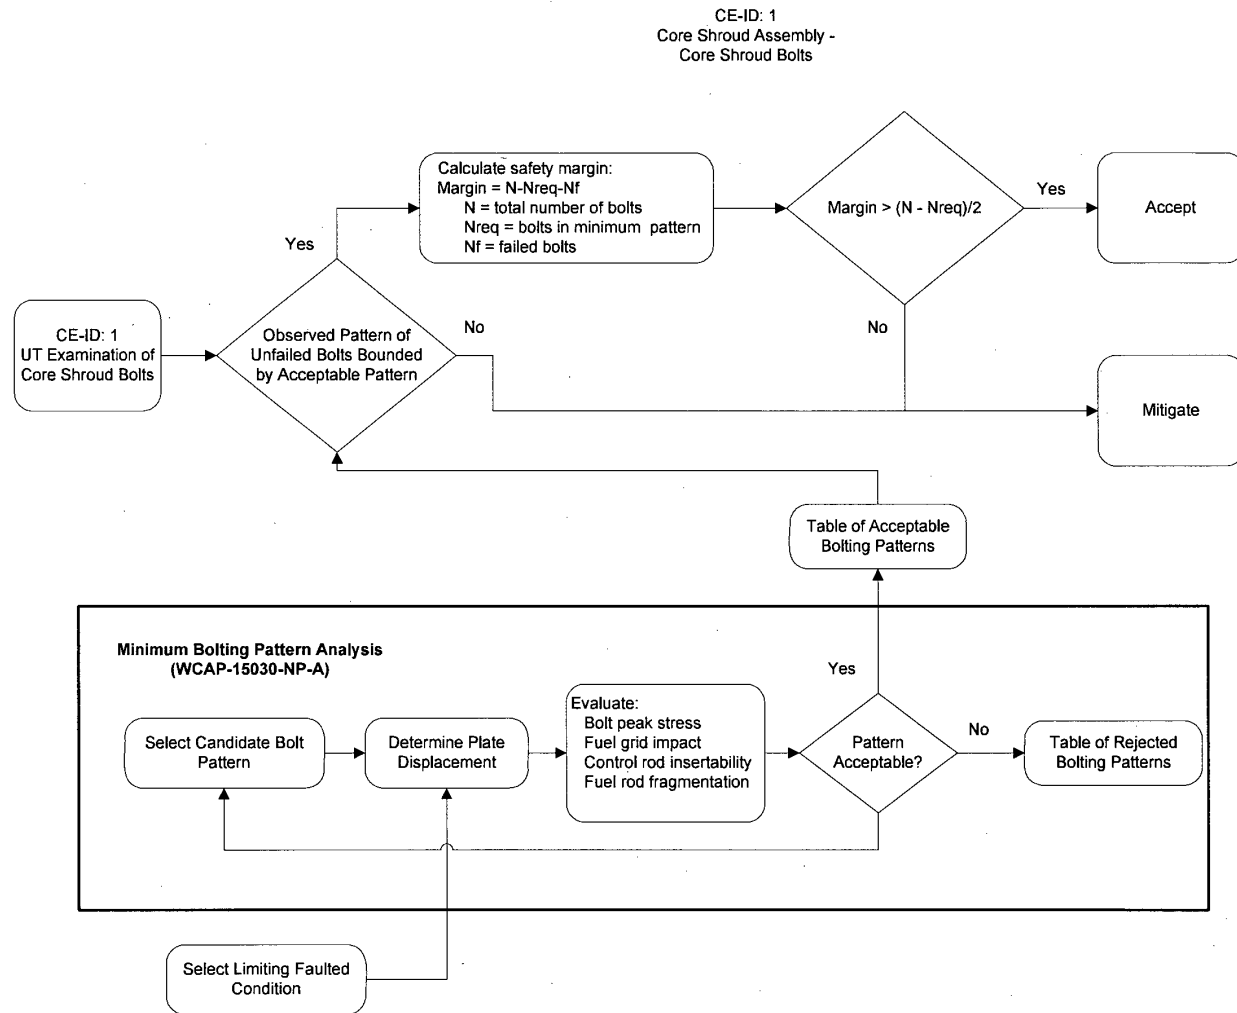 CE-ID: 1
Core Shroud Assembly -
Core Shroud Bolts
Calculate safety margin:
Margin = N-Nreq-Nf
N = total number of bolts
Nreq = bolts in minimum pattern
Nf = failed bolts
Margin > (N - Nreq)/2
Yes
Accept
Yes
CE-ID: 1
UT Examination of
Core Shroud Bolts
Observed Pattern of
Unfailed Bolts Bounded
by Acceptable Pattern
No
No
Mitigate
Table of Acceptable
Bolting Patterns
Minimum Bolting Pattern Analysis
(WCAP-15030-NP-A)
Yes
Select Candidate Bolt
Pattern
Determine Plate
Displacement
Evaluate:
Bolt peak stress
Fuel grid impact
Control rod insertability
Fuel rod fragmentation
Pattern
Acceptable?
No
Table of Rejected
Bolting Patterns
Select Limiting Faulted
Condition